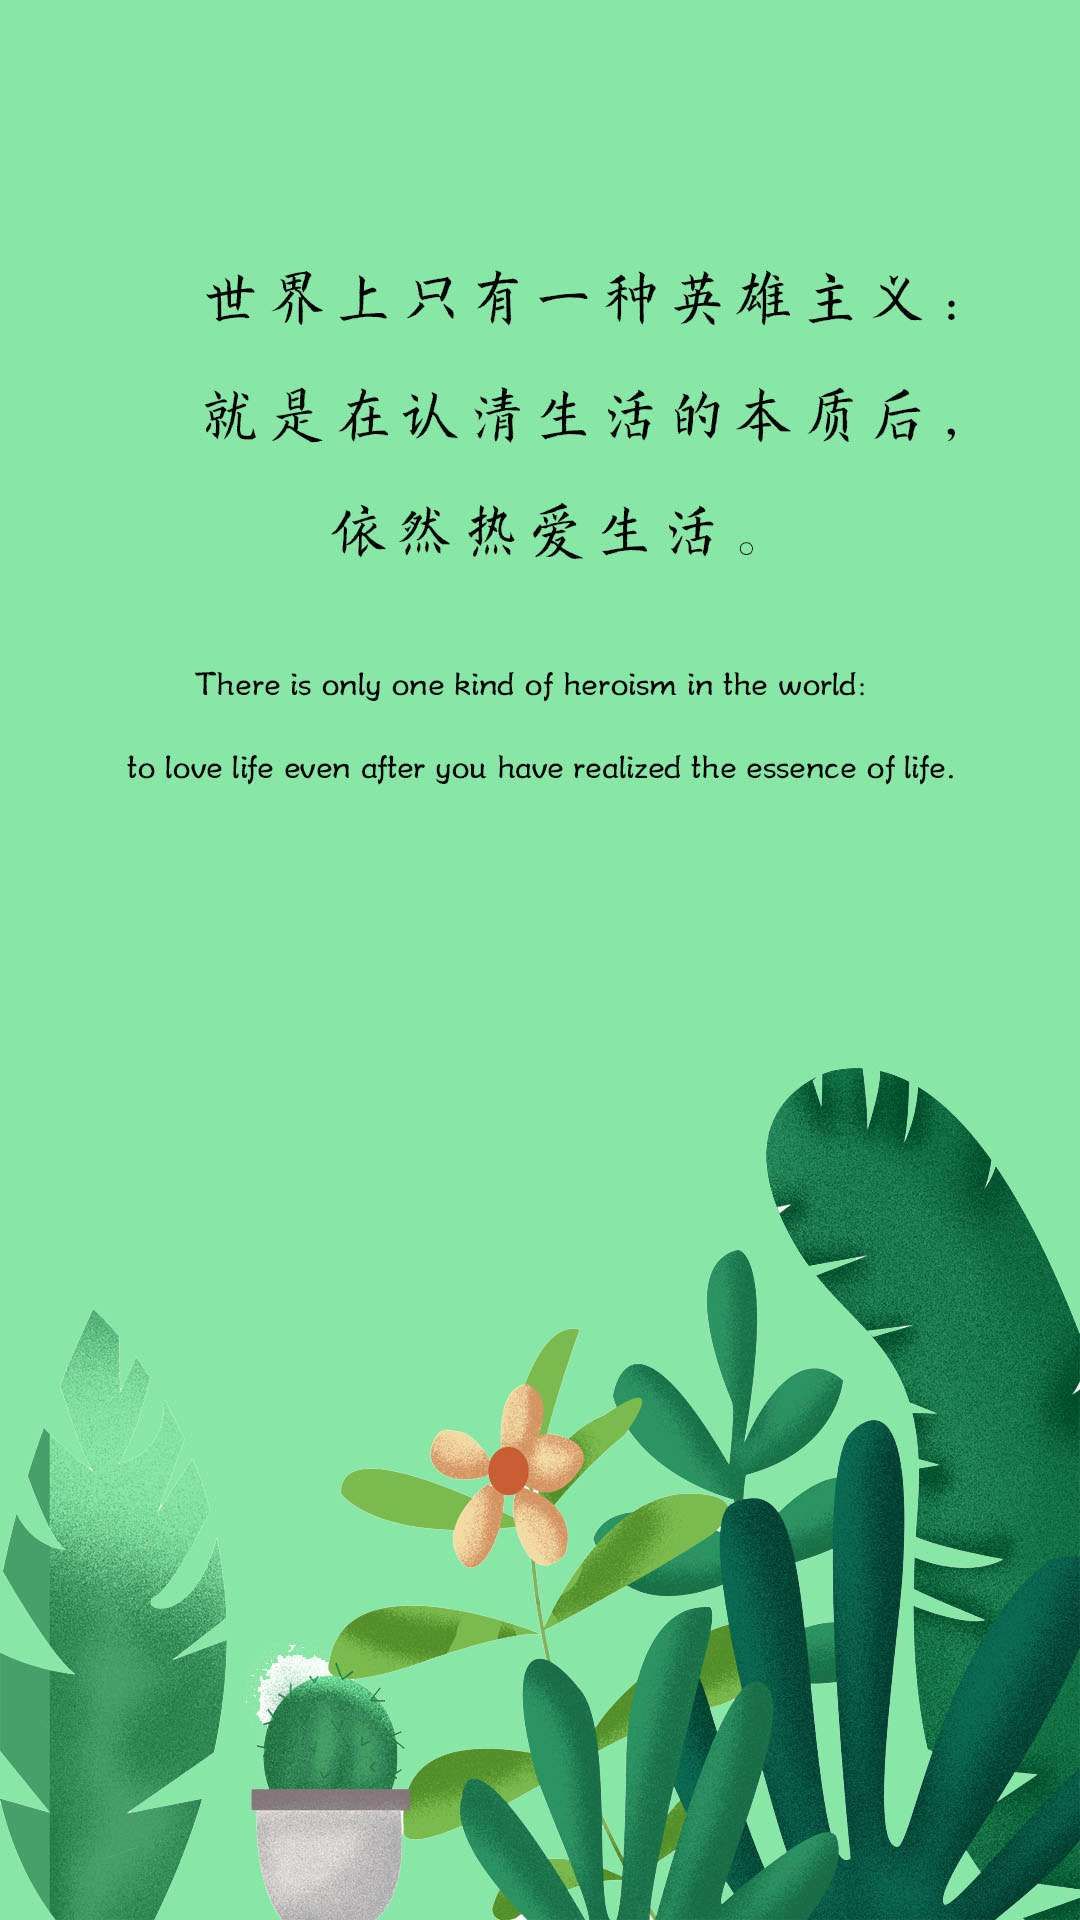 世界上只有一种英雄主义：
就是在认清生活的本质后，
依然热爱生活。
There is only one kind of heroism in the world:
to love life even after you have realized the essence of life.